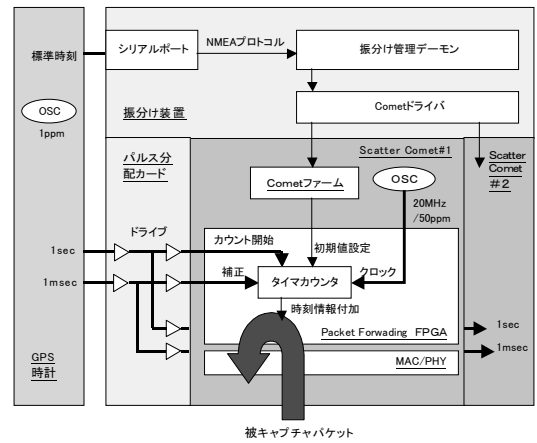 標準時刻
シリアルポート
NMEAプロトコル
振分け管理デーモン
OSC
1ppm
振分け装置
Cometドライバ
パルス分配カード
Scatter Comet#1
Scatter Comet #2
Cometファーム
OSC
20MHz
/50ppm
ドライブ
カウント開始
初期値設定
1sec
1msec
補正
タイマカウンタ
クロック
時刻情報付加
Packet Forwading FPGA
1sec
1msec
MAC/PHY
GPS
時計
被キャプチャパケット